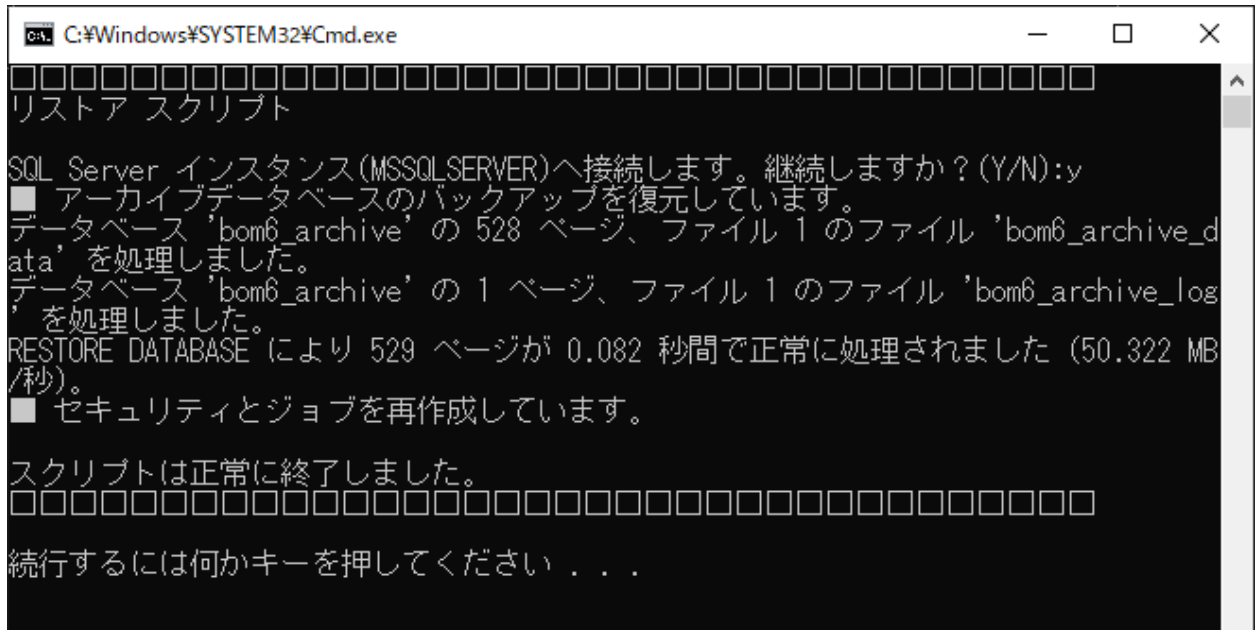 C:¥Windows¥SYSTEM32¥Cmd.exe
□□□□□□□□□□□□□□□□□□□□□□□□□□□□□□□□□□□□
リストア スクリプト
SQL Server インスタンス(MSSQLSERVER)へ接続します。継続しますか？(Y/N):y
■ アーカイブデータベースのバックアップを復元しています。
データベース 'bom6_archive' の 528 ページ、ファイル 1 のファイル 'bom6_archive_d
ata' を処理しました。
データベース 'bom6_archive' の 1 ページ、ファイル 1 のファイル 'bom6_archive_log
' を処理しました。
RESTORE DATABASE により 529 ページが 0.082 秒間で正常に処理されました (50.322 MB
/秒)。
■ セキュリティとジョブを再作成しています。
スクリプトは正常に終了しました。
□□□□□□□□□□□□□□□□□□□□□□□□□□□□□□□□□□□□
続行するには何かキーを押してください . . .